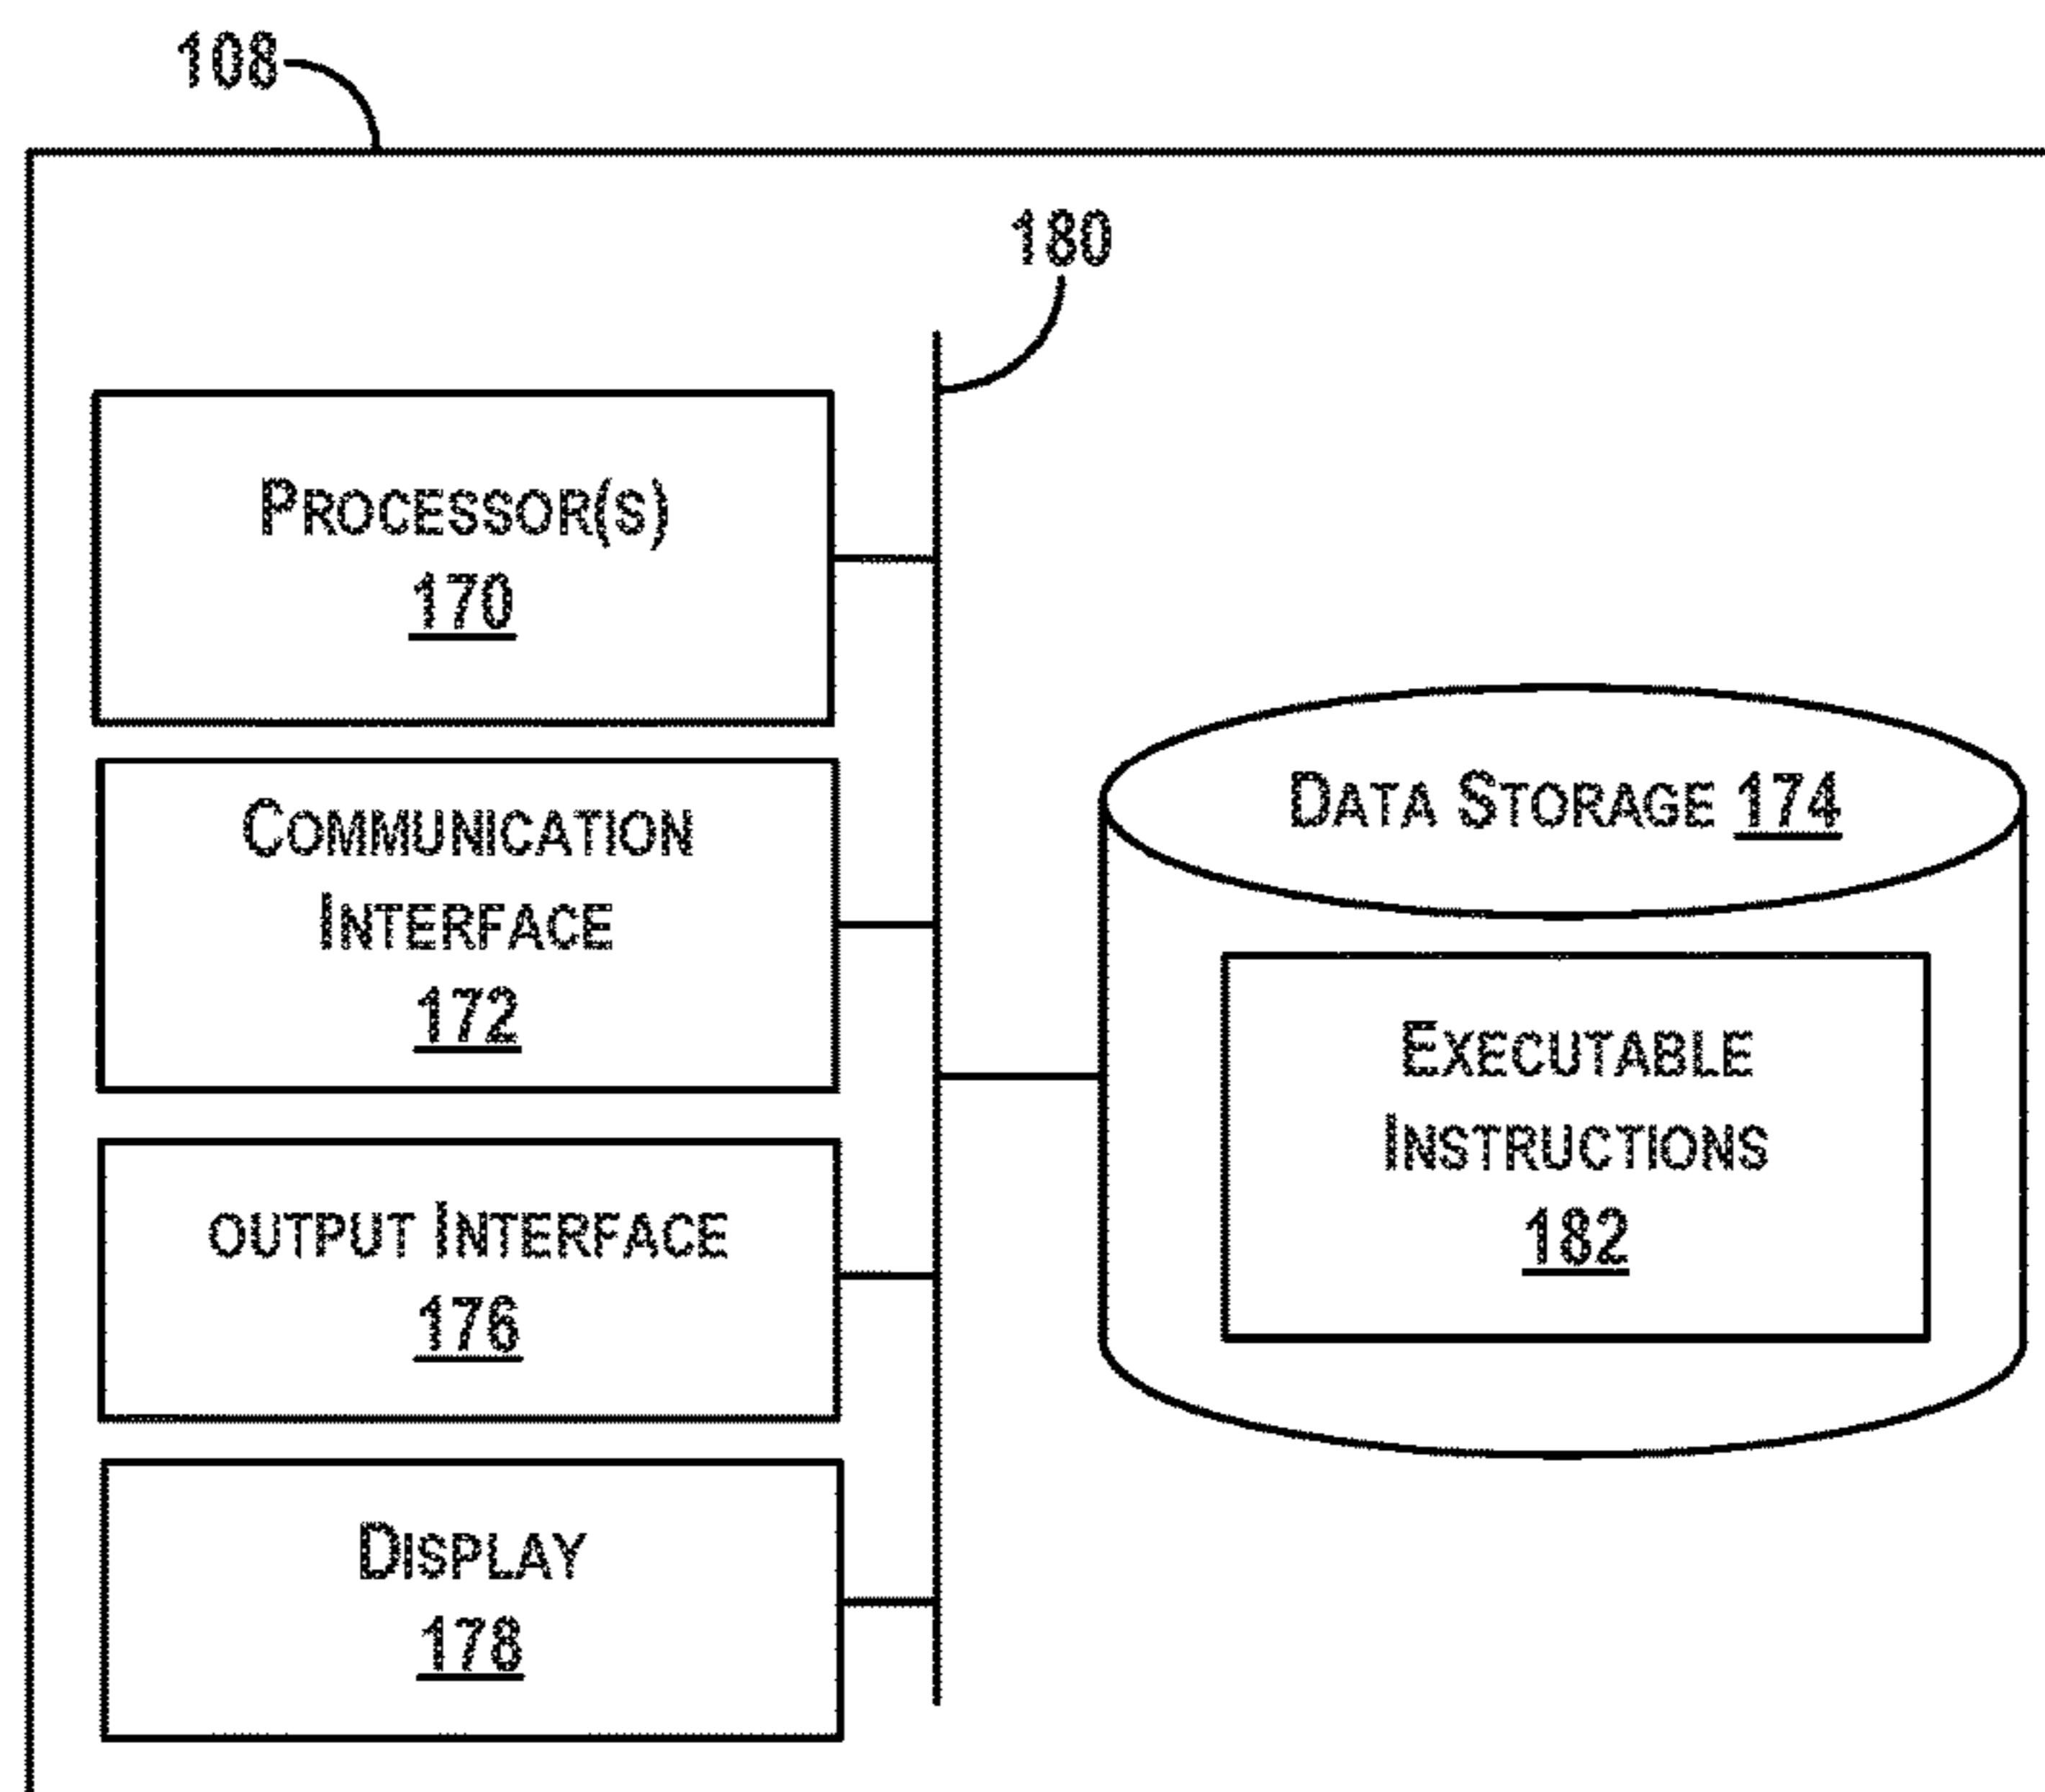 108
180
PROCESSOR(S)
170
COMMUNICATION
INTERFACE
172
OUTPUT INTERFACE
176
DISPLAY
178
DATA STORAGE 174
EXECUTABLE
INSTRUCTIONS
182